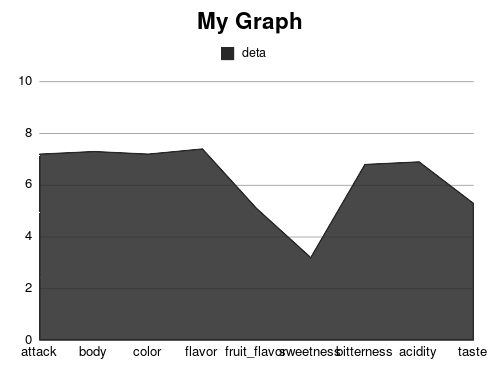 My Graph
deta
10
8
6
4
2
0
attack body color flavor fruit_flavor sweetness bitterness acidity taste